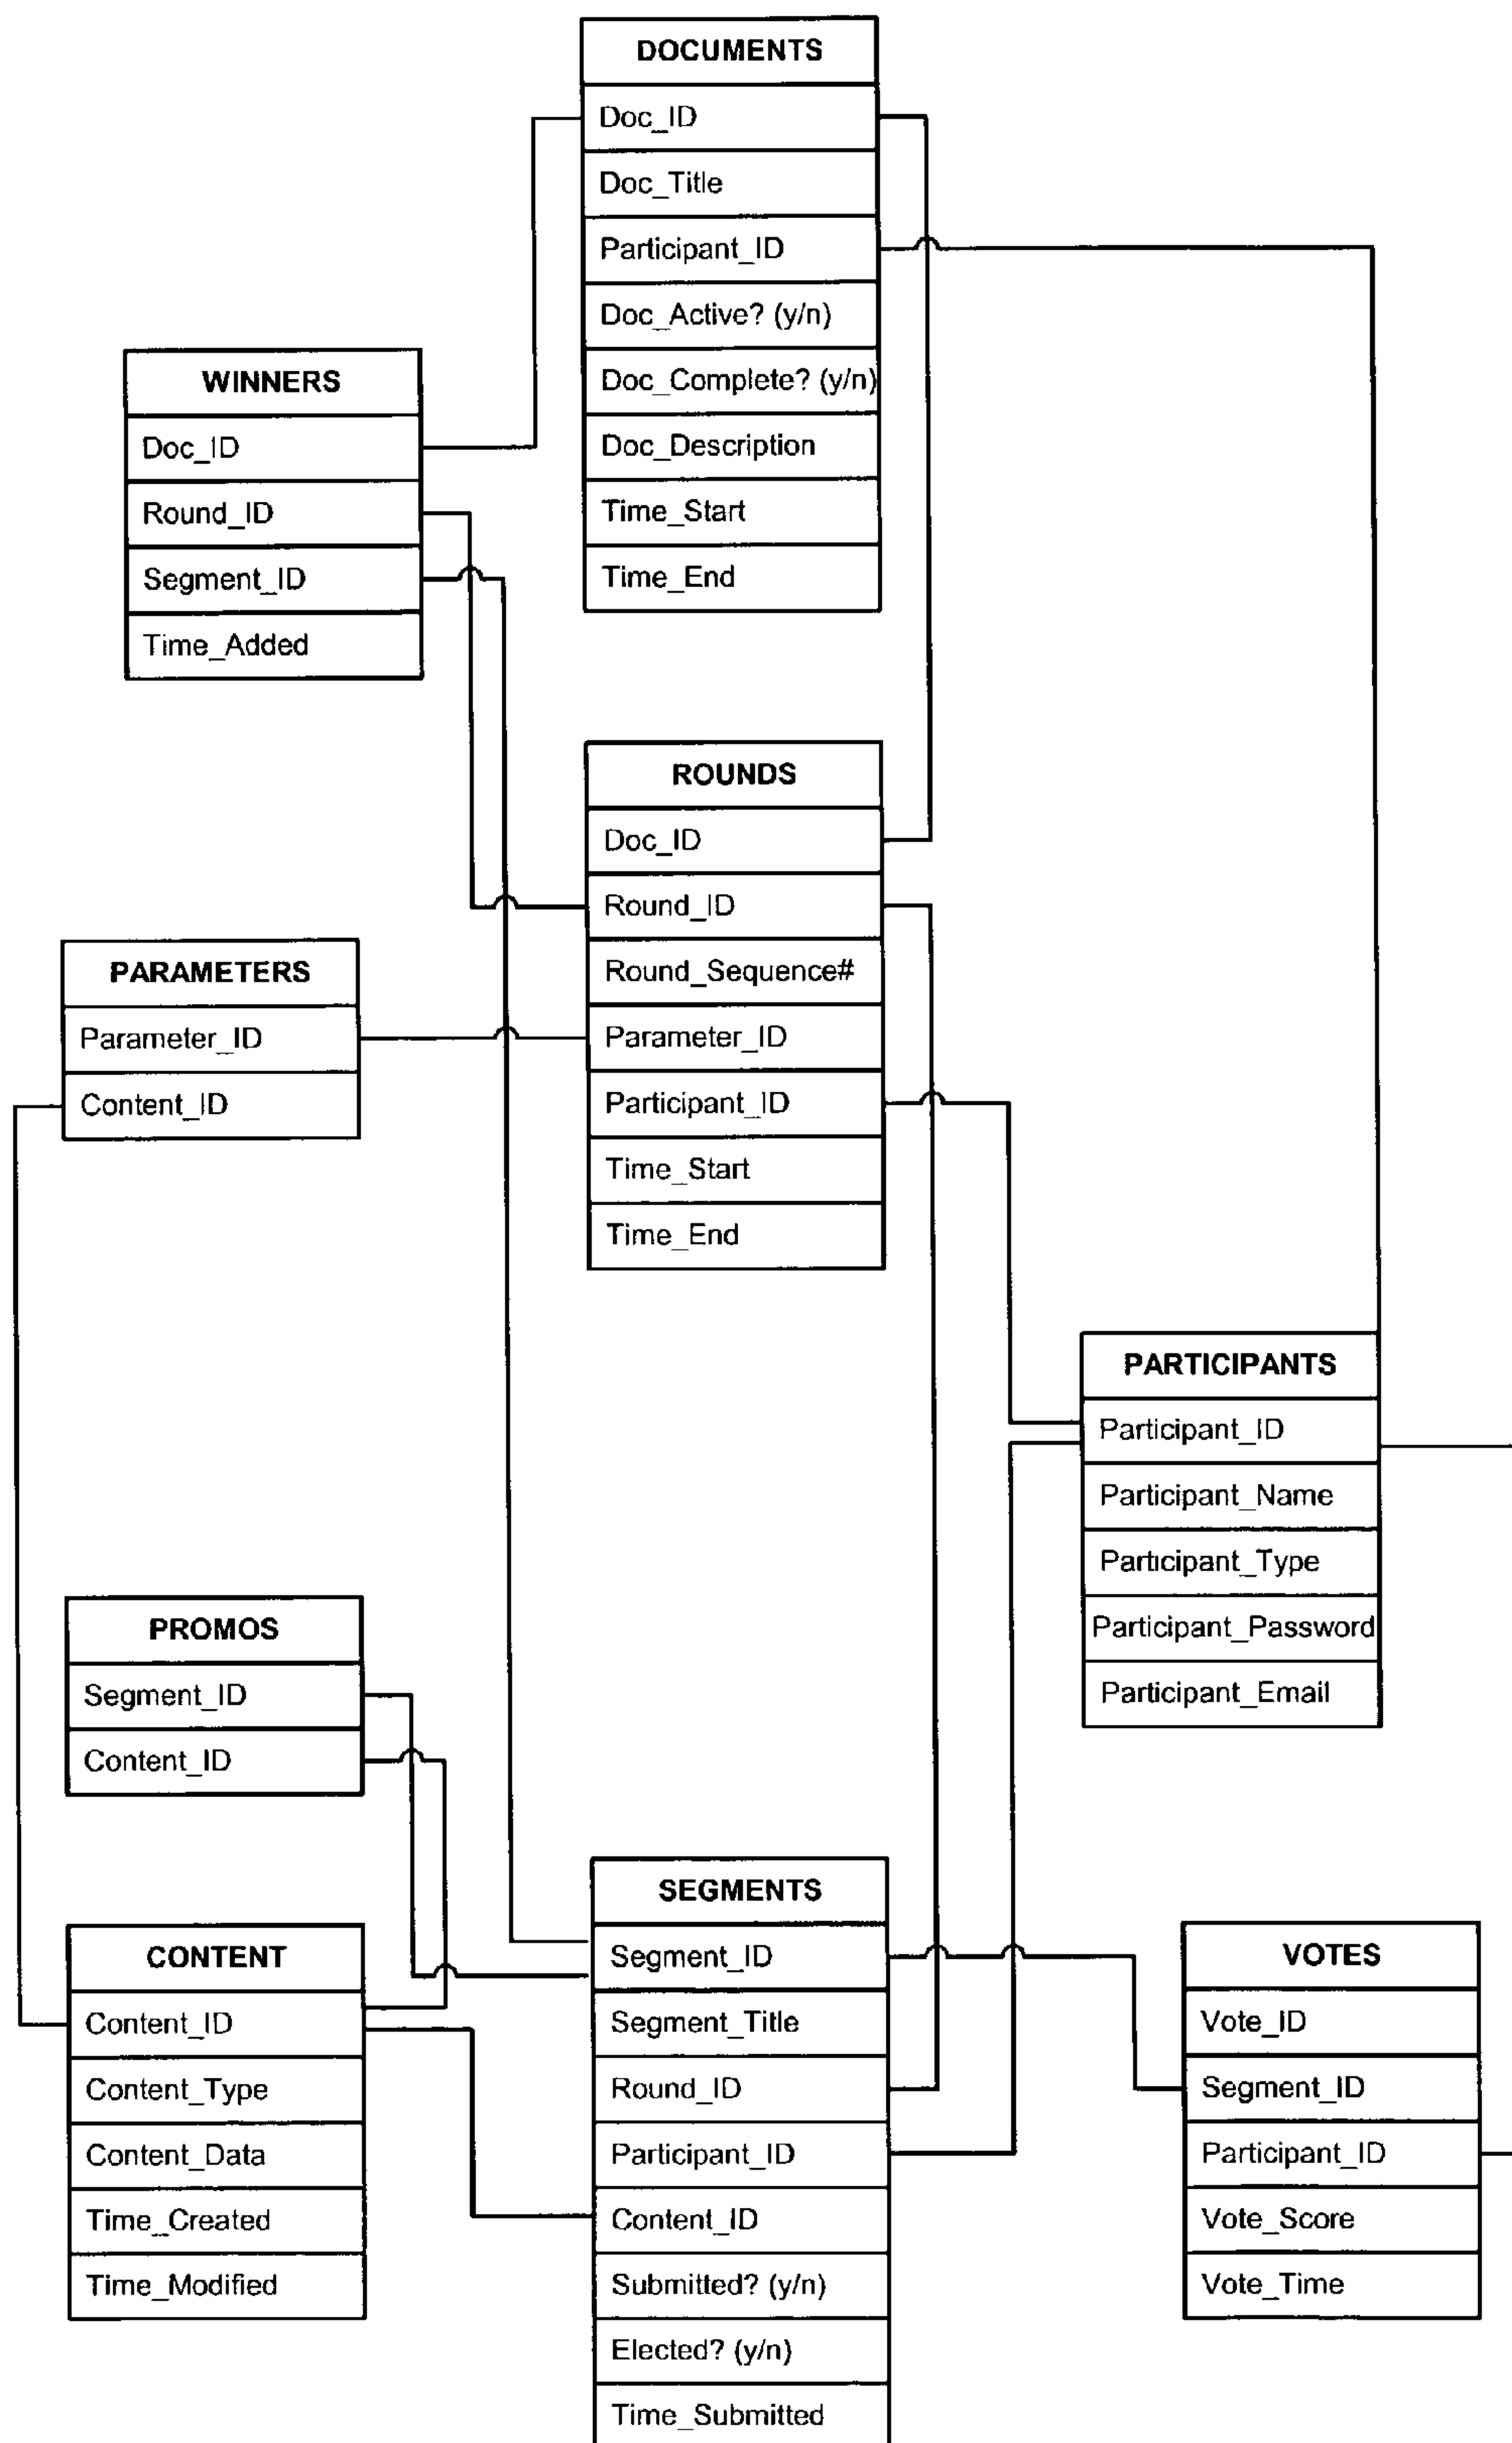 DOCUMENTS
Doc_ID
Doc_Title
Participant_ID
Doc_Active? (y/n)
Doc_Complete? (y/n)
Doc_Description
Time_Start
Time_End
WINNERS
Doc_ID
Round_ID
Segment_ID
Time_Added
ROUNDS
Doc_ID
Round_ID
Round_Sequence#
Parameter_ID
Participant_ID
Time_Start
Time_End
PARAMETERS
Parameter_ID
Content_ID
PARTICIPANTS
Participant_ID
Participant_Name
Participant_Type
Participant_Password
Participant_Email
PROMOS
Segment_ID
Content_ID
SEGMENTS
Segment_ID
Segment_Title
Round_ID
Participant_ID
Content_ID
Submitted? (y/n)
Elected? (y/n)
Time_Submitted
CONTENT
Content_ID
Content_Type
Content_Data
Time_Created
Time_Modified
VOTES
Vote_ID
Segment_ID
Participant_ID
Vote_Score
Vote_Time